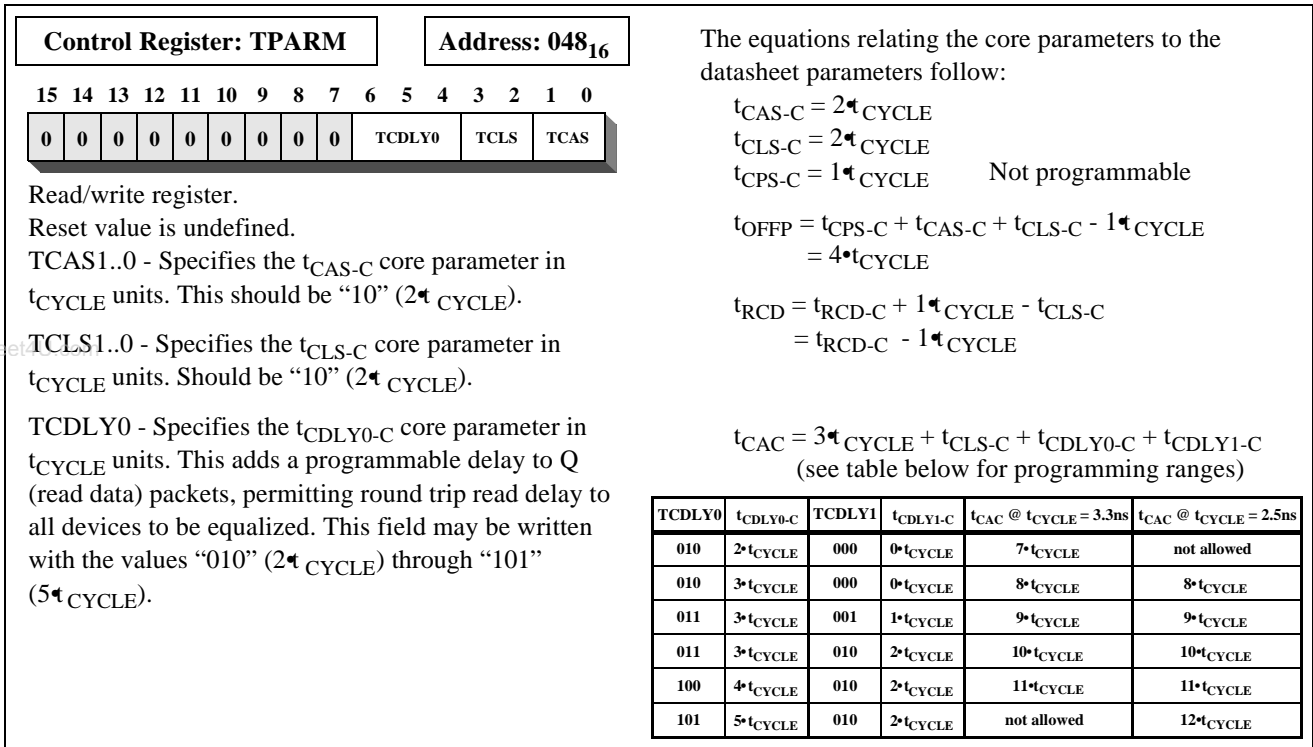 Control Register: TPARM
Address: 048₁₆
15 14 13 12 11 10 9 8 7 6 5 4 3 2 1 0
0 0 0 0 0 0 0 0 0 TCDLY0 TCLS TCAS
Read/write register.
Reset value is undefined.
TCAS1..0 - Specifies the tCAS-C core parameter in
tCYCLE units. This should be “10” (2•tCYCLE).
TCLS1..0 - Specifies the tCLS-C core parameter in
tCYCLE units. Should be “10” (2•tCYCLE).
TCDLY0 - Specifies the tCDLY0-C core parameter in
tCYCLE units. This adds a programmable delay to Q
(read data) packets, permitting round trip read delay to
all devices to be equalized. This field may be written
with the values “010” (2•tCYCLE) through “101”
(5•tCYCLE).
The equations relating the core parameters to the
datasheet parameters follow:
tCAS-C = 2•tCYCLE
tCLS-C = 2•tCYCLE
tCPS-C = 1•tCYCLE Not programmable
tOFFP = tCPS-C + tCAS-C + tCLS-C - 1•tCYCLE
= 4•tCYCLE
tRCD = tRCD-C + 1•tCYCLE - tCLS-C
= tRCD-C - 1•tCYCLE
tCAC = 3•tCYCLE + tCLS-C + tCDLY0-C + tCDLY1-C
(see table below for programming ranges)
TCDLY0 tCDLY0-C TCDLY1 tCDLY1-C tCAC @ tCYCLE = 3.3ns tCAC @ tCYCLE = 2.5ns
010 2•tCYCLE 000 0•tCYCLE 7•tCYCLE not allowed
010 3•tCYCLE 000 0•tCYCLE 8•tCYCLE 8•tCYCLE
011 3•tCYCLE 001 1•tCYCLE 9•tCYCLE 9•tCYCLE
011 3•tCYCLE 010 2•tCYCLE 10•tCYCLE 10•tCYCLE
100 4•tCYCLE 010 2•tCYCLE 11•tCYCLE 11•tCYCLE
101 5•tCYCLE 010 2•tCYCLE not allowed 12•tCYCLE